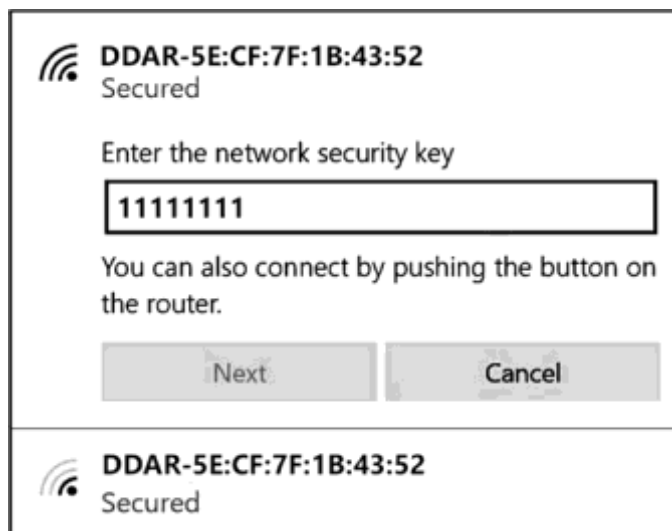 DDAR-5E:CF:7F:1B:43:52
Secured
Enter the network security key
11111111
You can also connect by pushing the button on
the router.
Next Cancel
DDAR-5E:CF:7F:1B:43:52
Secured